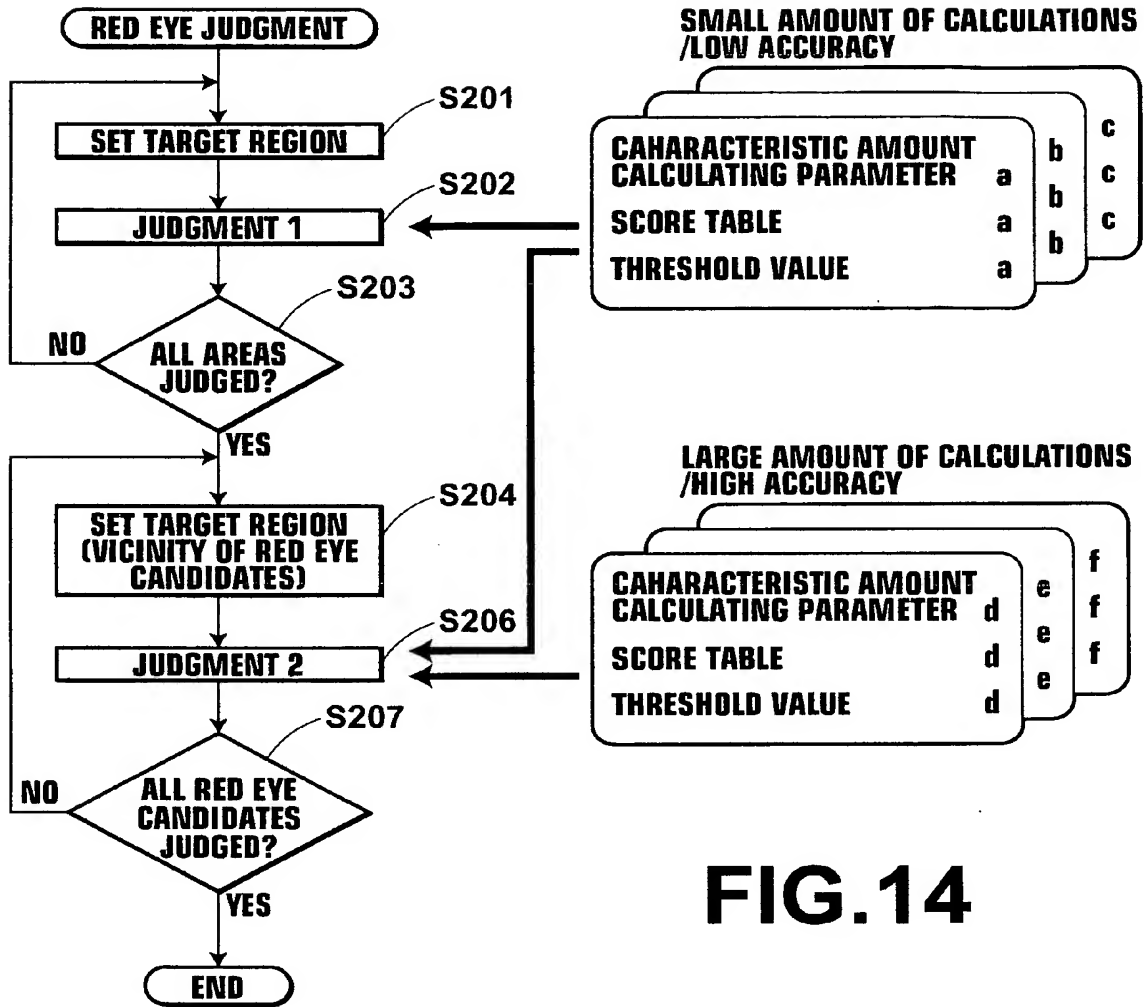 RED EYE JUDGMENT
S201
SET TARGET REGION
S202
JUDGMENT 1
S203
NO
ALL AREAS
JUDGED?
YES
S204
SET TARGET REGION
(VICINITY OF RED EYE
CANDIDATES)
S206
JUDGMENT 2
S207
NO
ALL RED EYE
CANDIDATES
JUDGED?
YES
END
SMALL AMOUNT OF CALCULATIONS
/LOW ACCURACY
CAHARACTERISTIC AMOUNT
CALCULATING PARAMETER a
SCORE TABLE a
THRESHOLD VALUE a
b
b
b
c
c
c
LARGE AMOUNT OF CALCULATIONS
/HIGH ACCURACY
CAHARACTERISTIC AMOUNT
CALCULATING PARAMETER d
SCORE TABLE d
THRESHOLD VALUE d
e
e
e
f
f
f
FIG.14